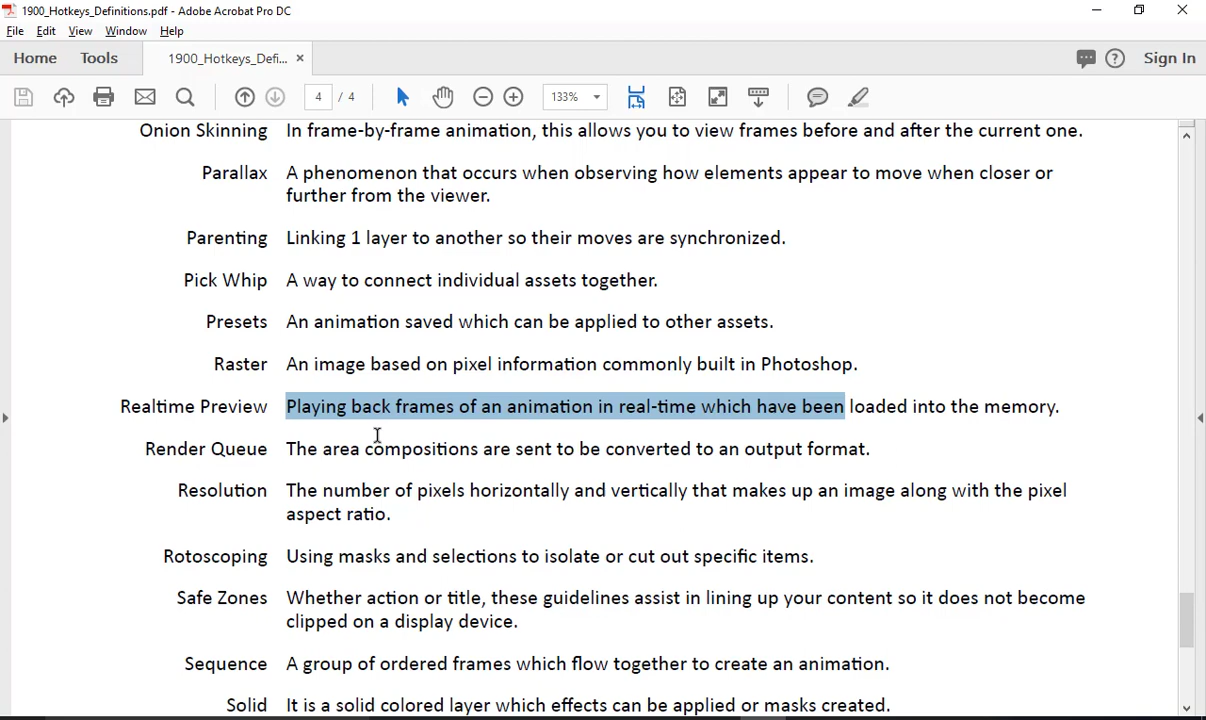 1900_Hotkeys_Definitions.pdf - Adobe Acrobat Pro DC
File Edit View Window Help
Home Tools 1900_Hotkeys_Defi... × Sign In
4 / 4 133%
Onion Skinning In frame-by-frame animation, this allows you to view frames before and after the current one.
Parallax A phenomenon that occurs when observing how elements appear to move when closer or
further from the viewer.
Parenting Linking 1 layer to another so their moves are synchronized.
Pick Whip A way to connect individual assets together.
Presets An animation saved which can be applied to other assets.
Raster An image based on pixel information commonly built in Photoshop.
Realtime Preview Playing back frames of an animation in real-time which have been loaded into the memory.
Render Queue The area compositions are sent to be converted to an output format.
Resolution The number of pixels horizontally and vertically that makes up an image along with the pixel
aspect ratio.
Rotoscoping Using masks and selections to isolate or cut out specific items.
Safe Zones Whether action or title, these guidelines assist in lining up your content so it does not become
clipped on a display device.
Sequence A group of ordered frames which flow together to create an animation.
Solid It is a solid colored layer which effects can be applied or masks created.